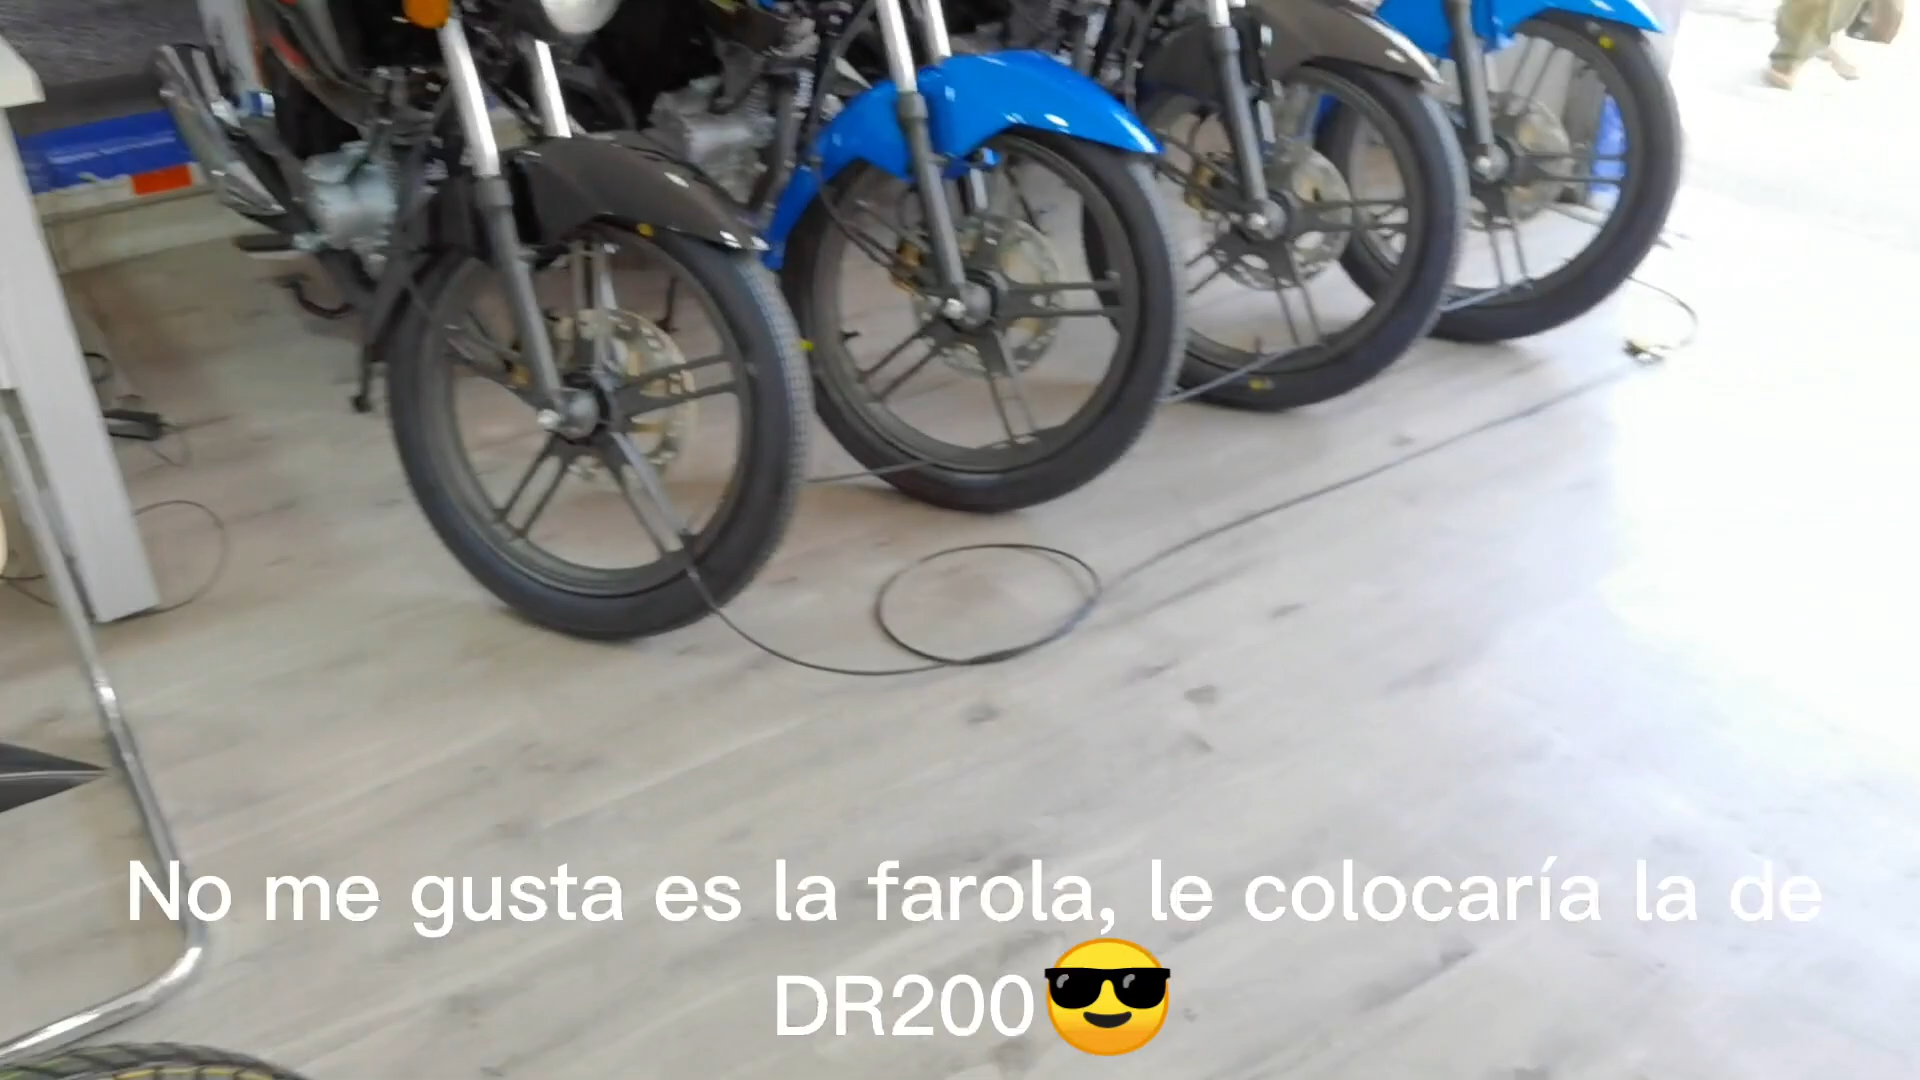 No me gusta es la farola, le colocaría la de
DR200😎